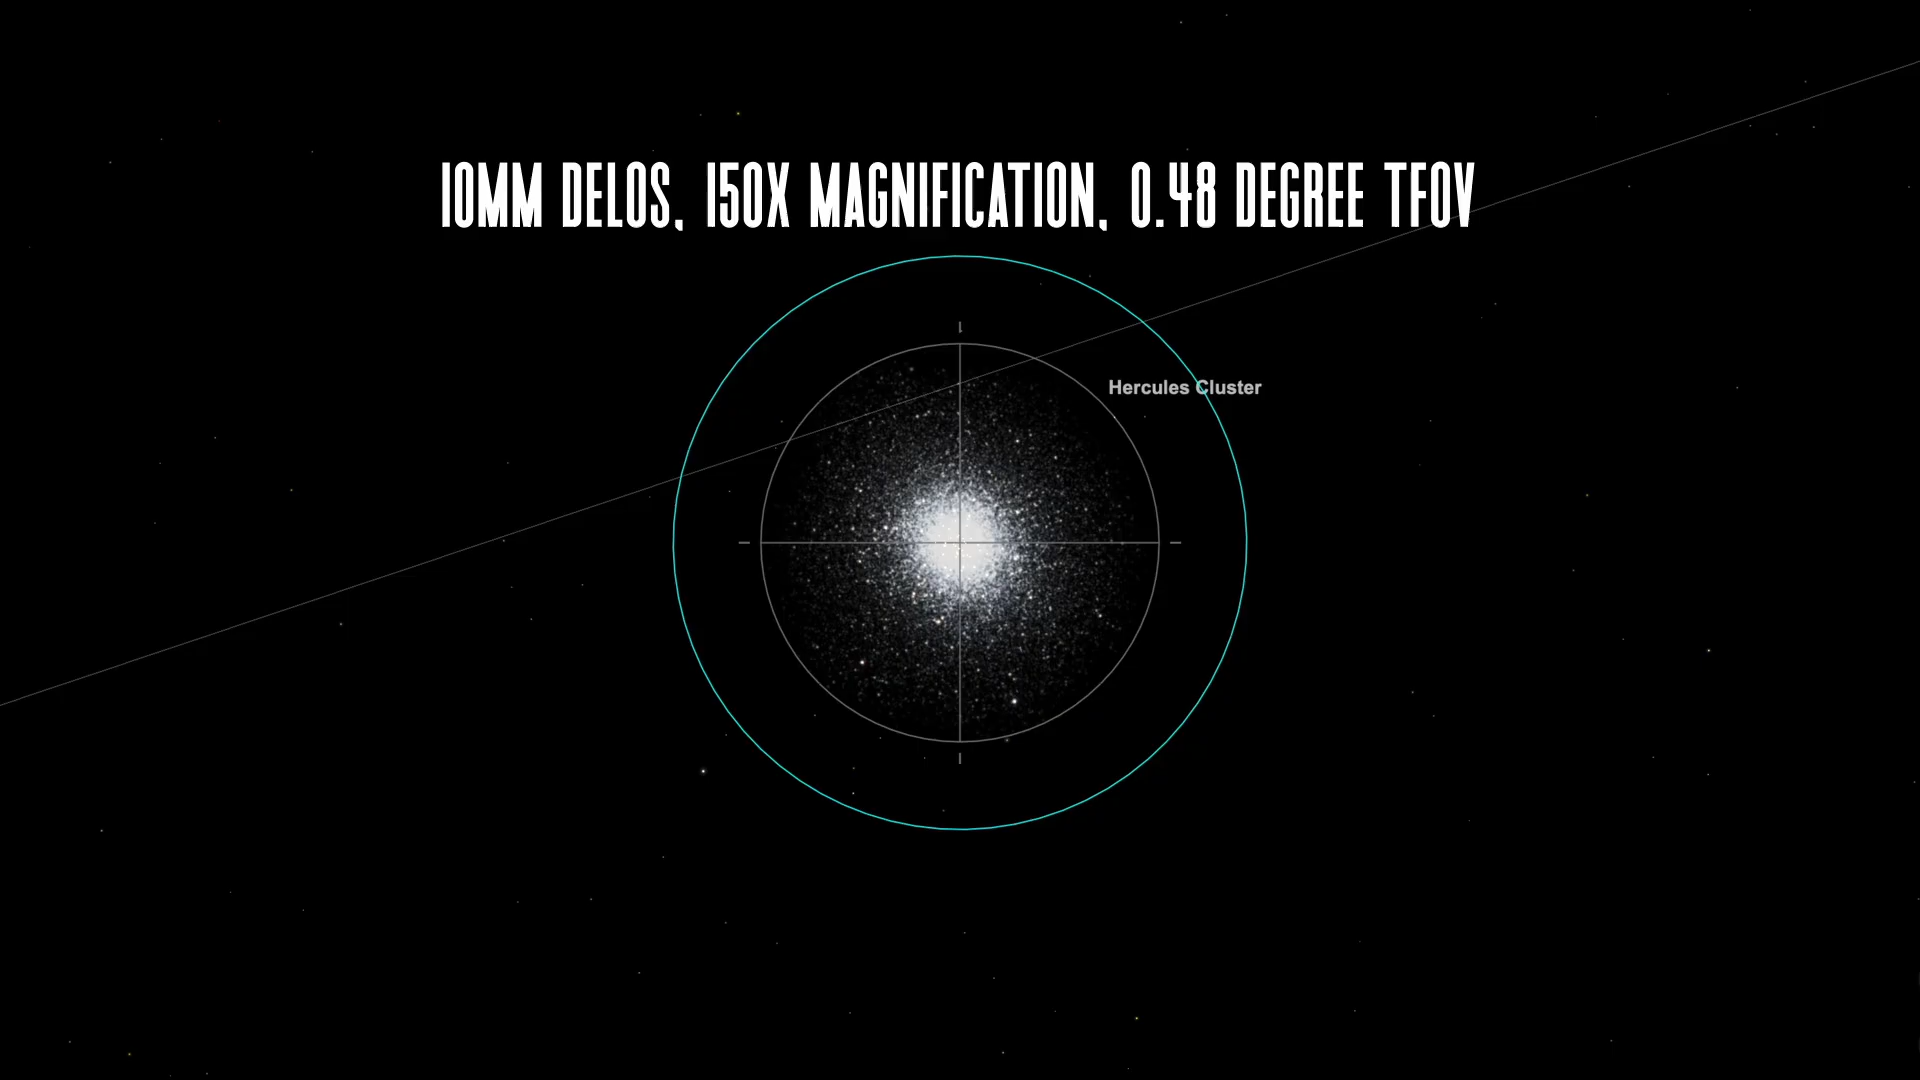 10MM DELOS, 150X MAGNIFICATION, 0.48 DEGREE TFOV
Hercules Cluster